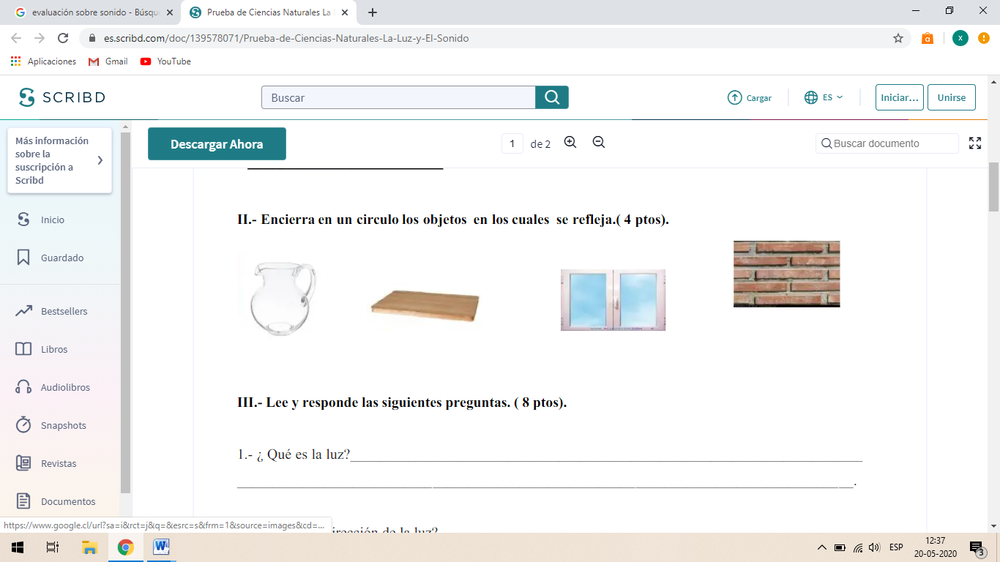 evaluación sobre sonido - Búsqu
Prueba de Ciencias Naturales La
es.scribd.com/doc/139578071/Prueba-de-Ciencias-Naturales-La-Luz-y-El-Sonido
x
Aplicaciones
Gmail
YouTube
SCRIBD
Buscar
Cargar
ES
Iniciar...
Unirse
Más información
sobre la
suscripción a
Scribd
Descargar Ahora
1 de 2
Buscar documento
Inicio
Guardado
Bestsellers
Libros
Audiolibros
Snapshots
Revistas
Documentos
II.- Encierra en un circulo los objetos en los cuales se refleja.( 4 ptos).
III.- Lee y responde las siguientes preguntas. ( 8 ptos).
1.- ¿ Qué es la luz?
.
irección de la luz?
https://www.google.cl/url?sa=i&rct=j&q=&esrc=s&frm=1&source=images&cd=...
ESP
12:37
20-05-2020
3